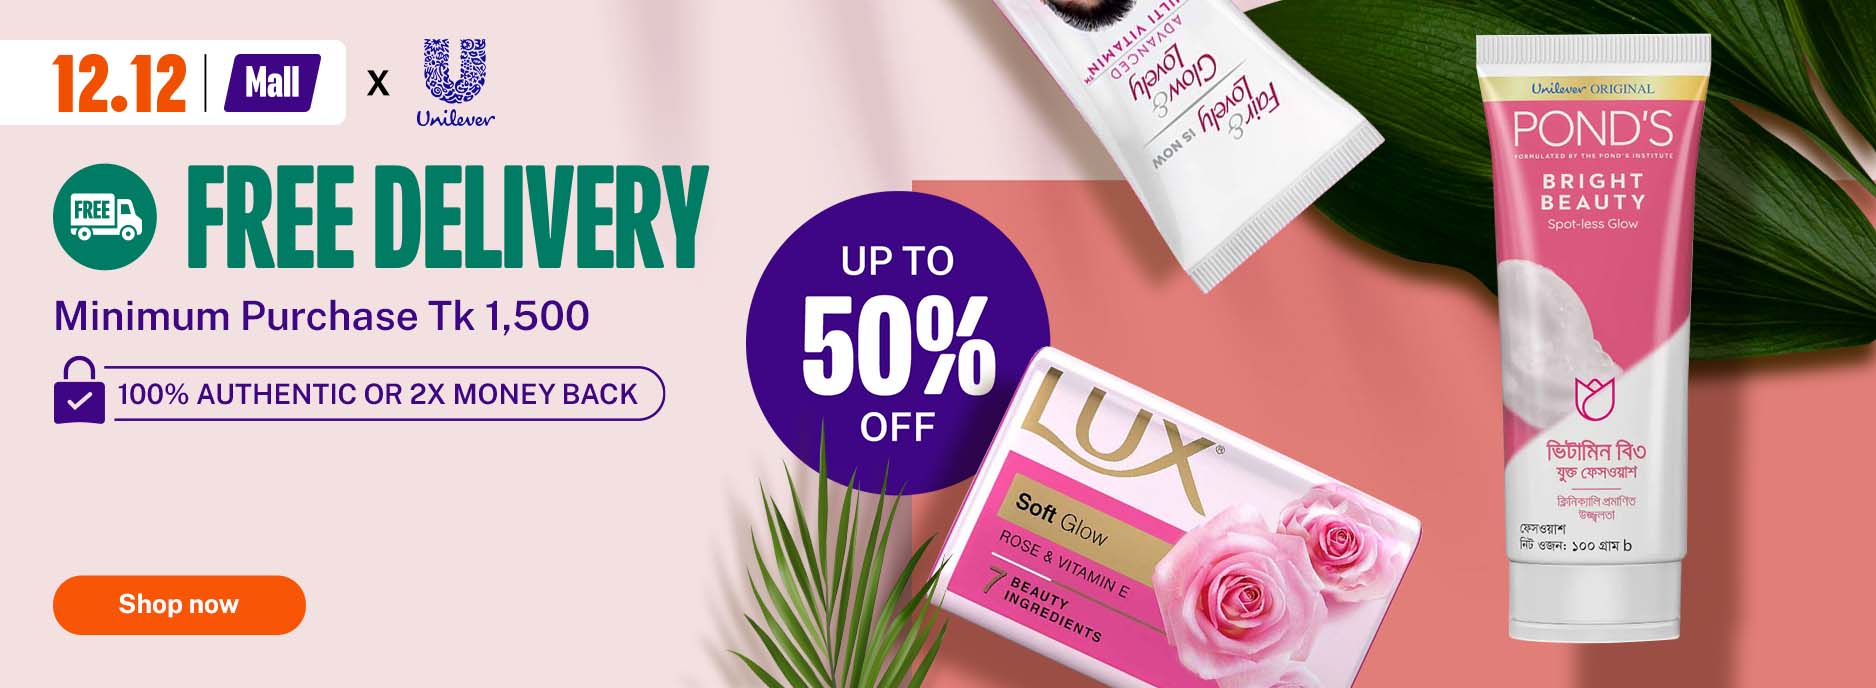 12.12 Mall X Unilever
FREE
FREE DELIVERY
Minimum Purchase Tk 1,500
100% AUTHENTIC OR 2X MONEY BACK
Shop now
UP TO
50%
OFF
Fair &
Lovely
IS NOW
Glow &
Lovely
ADVANCED
MULTI VITAMIN™
LUX®
Soft Glow
ROSE & VITAMIN E
7 BEAUTY
INGREDIENTS
Unilever ORIGINAL
POND'S
FORMULATED BY THE POND'S INSTITUTE
BRIGHT
BEAUTY
Spot-less Glow
ভিটামিন বি৩
যুক্ত ফেসওয়াশ
ক্লিনিক্যালি প্রমাণিত
উজ্জ্বলতা
ফেসওয়াশ
নিট ওজন: ১০০ গ্রাম b